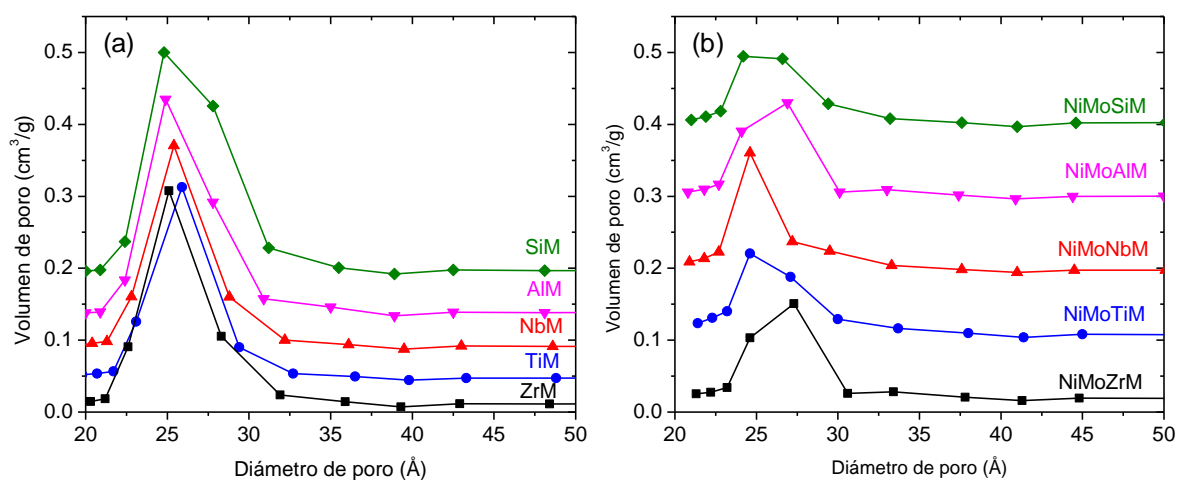 (a)
Volumen de poro (cm³/g)
0.5
0.4
0.3
0.2
0.1
0.0
SiM
AlM
NbM
TiM
ZrM
20 25 30 35 40 45 50
Diámetro de poro (Å)
(b)
Volumen de poro (cm³/g)
0.5
0.4
0.3
0.2
0.1
0.0
NiMoSiM
NiMoAlM
NiMoNbM
NiMoTiM
NiMoZrM
20 25 30 35 40 45 50
Diámetro de poro (Å)